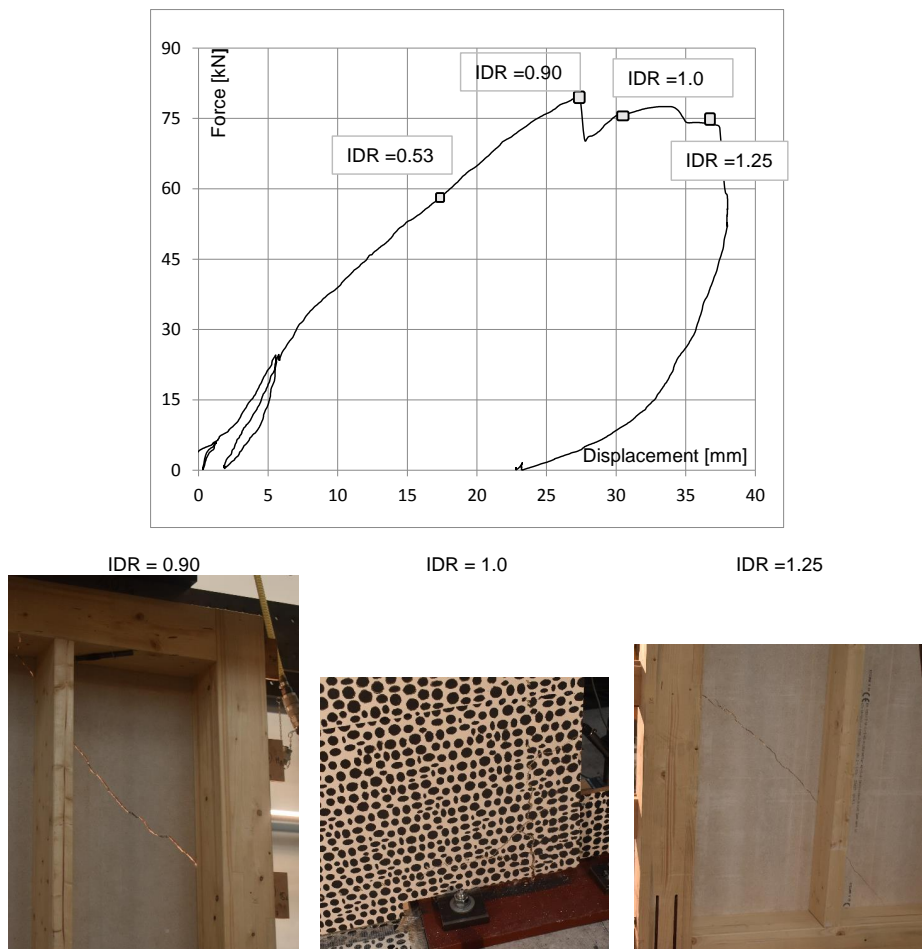 90
75
60
45
30
15
0
Force [kN]
IDR =0.90
IDR =1.0
IDR =0.53
IDR =1.25
Displacement [mm]
0 5 10 15 20 25 30 35 40
IDR = 0.90 IDR = 1.0 IDR =1.25